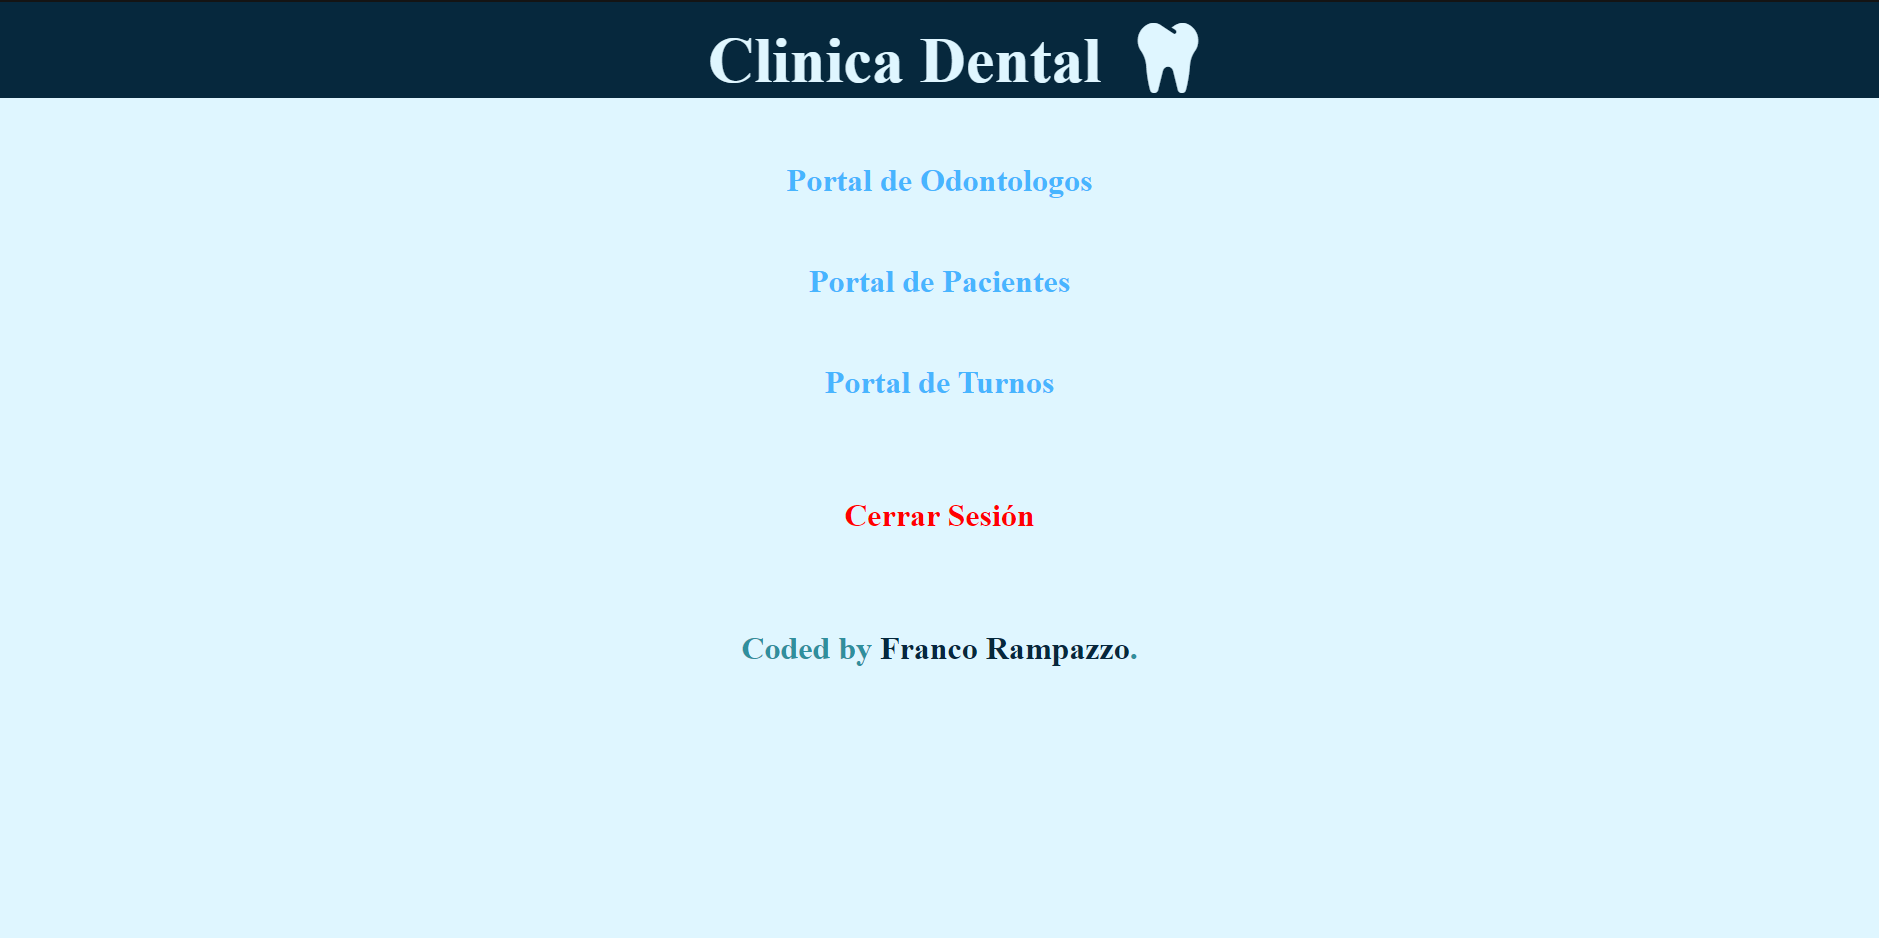 Clinica Dental
Portal de Odontologos
Portal de Pacientes
Portal de Turnos
Cerrar Sesión
Coded by Franco Rampazzo.